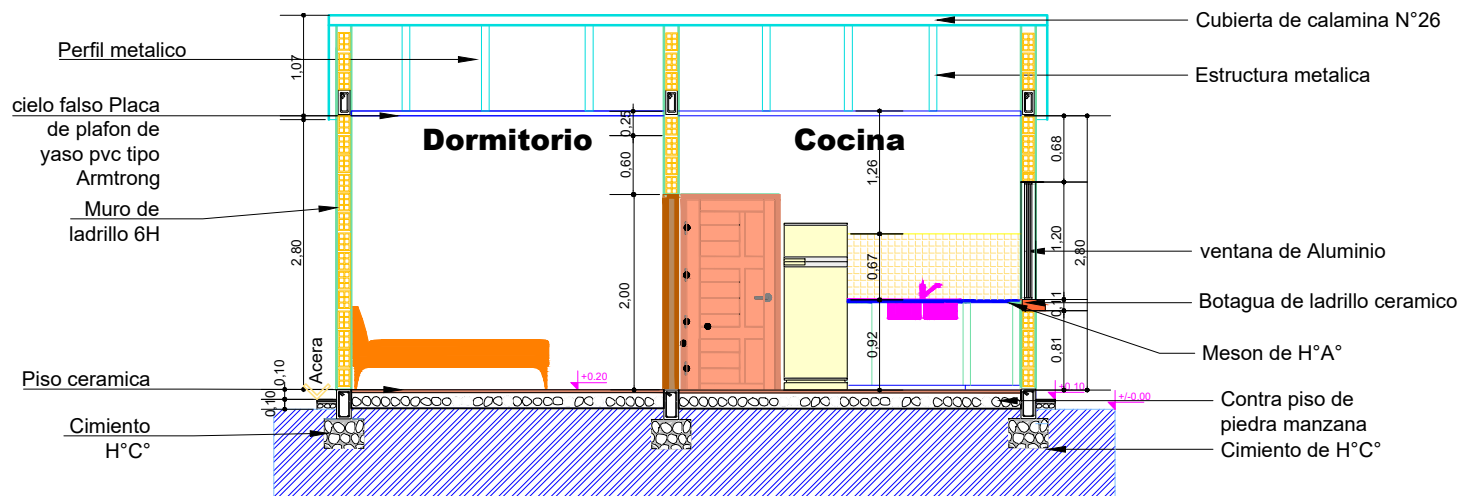 Cubierta de calamina N°26
Perfil metalico
Estructura metalica
1,07
cielo falso Placa
de plafon de
yaso pvc tipo
Armtrong
Dormitorio
Cocina
0,25
0,60
1,26
0,68
Muro de
ladrillo 6H
2,80
2,00
0,67
0,92
1,20
2,80
0,11
0,81
ventana de Aluminio
Botagua de ladrillo ceramico
Meson de H°A°
Acera
0,10
0,10
Piso ceramica
+0.20
+0.10
+/-0.00
Contra piso de
piedra manzana
Cimiento
H°C°
Cimiento de H°C°